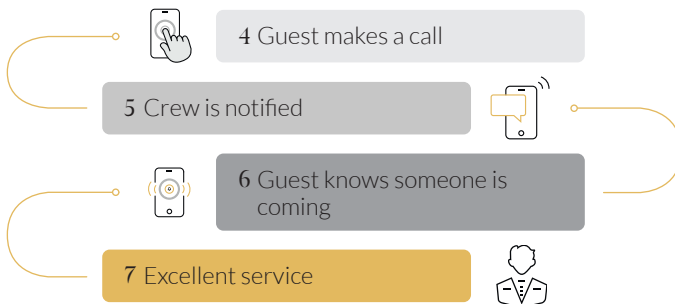 4 Guest makes a call
5 Crew is notified
6 Guest knows someone is
coming
7 Excellent service